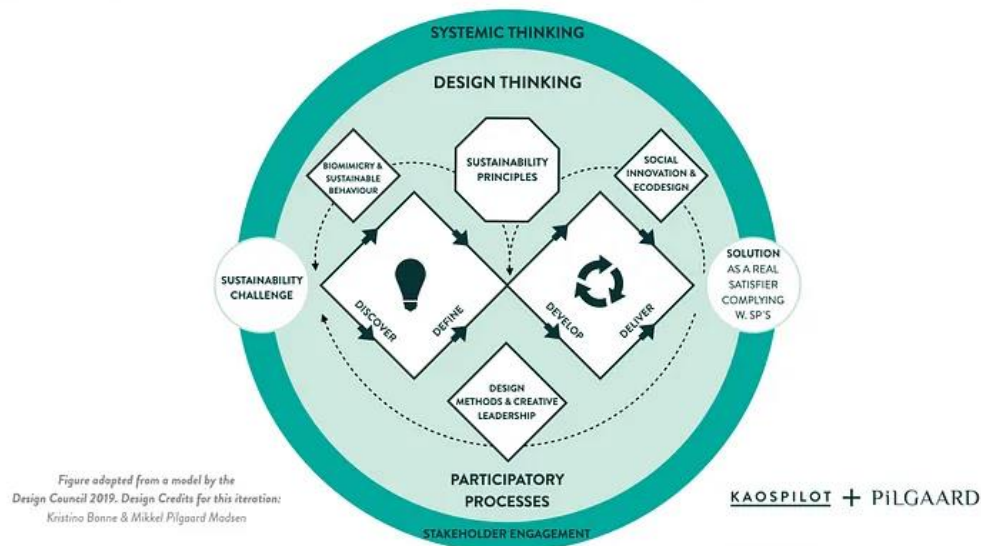 SYSTEMIC THINKING
DESIGN THINKING
BIOMIMICRY &
SUSTAINABLE
BEHAVIOUR
SUSTAINABILITY
PRINCIPLES
SOCIAL
INNOVATION &
ECODESIGN
SUSTAINABILITY
CHALLENGE
DISCOVER
DEFINE
DEVELOP
DELIVER
SOLUTION
AS A REAL
SATISFIER
COMPLYING
W. SP'S
DESIGN
METHODS & CREATIVE
LEADERSHIP
PARTICIPATORY
PROCESSES
STAKEHOLDER ENGAGEMENT
Figure adapted from a model by the
Design Council 2019. Design Credits for this iteration:
Kristina Bonne & Mikkel Pilgaard Madsen
KAOSPILOT + PiLGAARD